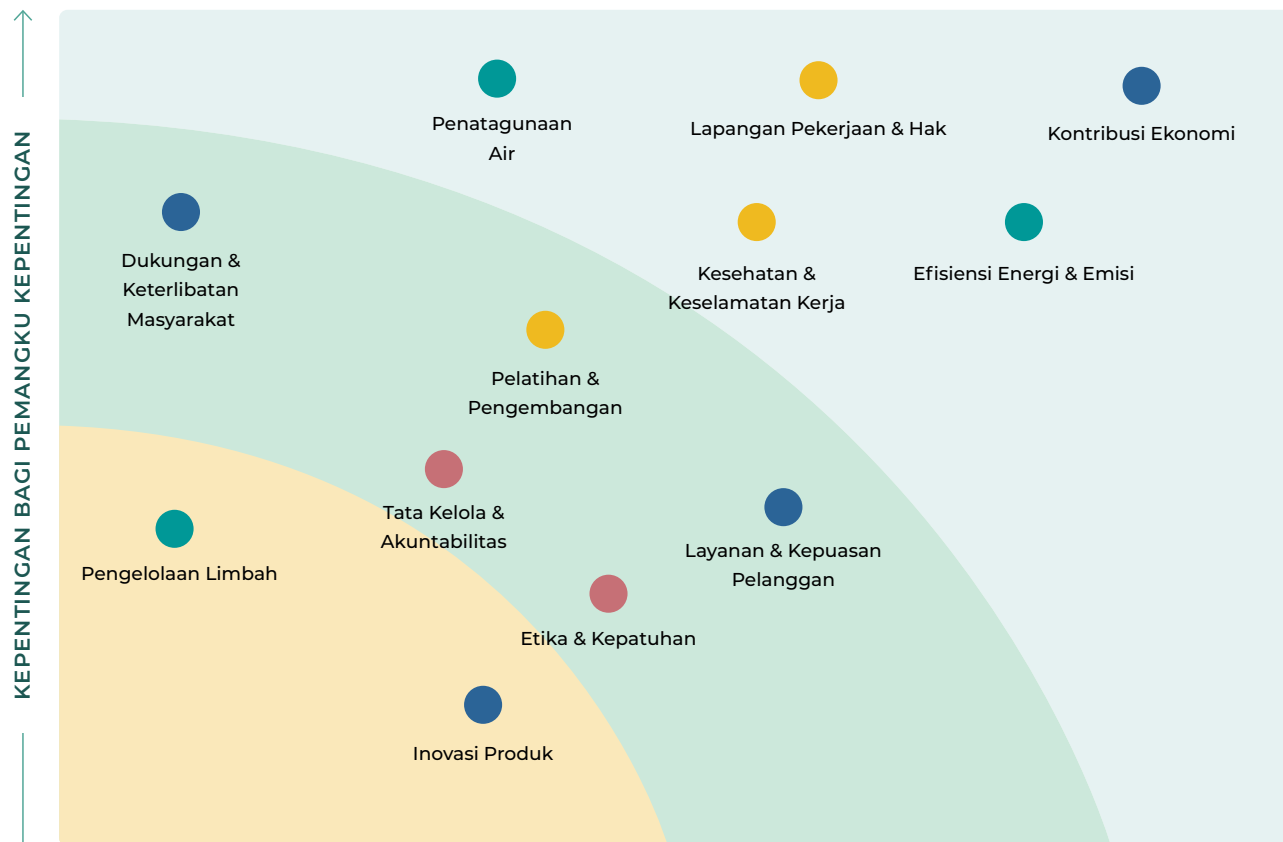 KEPENTINGAN BAGI PEMANGKU KEPENTINGAN
Penatagunaan
Air
Lapangan Pekerjaan & Hak
Kontribusi Ekonomi
Dukungan &
Keterlibatan
Masyarakat
Kesehatan &
Keselamatan Kerja
Efisiensi Energi & Emisi
Pelatihan &
Pengembangan
Tata Kelola &
Akuntabilitas
Layanan & Kepuasan
Pelanggan
Pengelolaan Limbah
Etika & Kepatuhan
Inovasi Produk